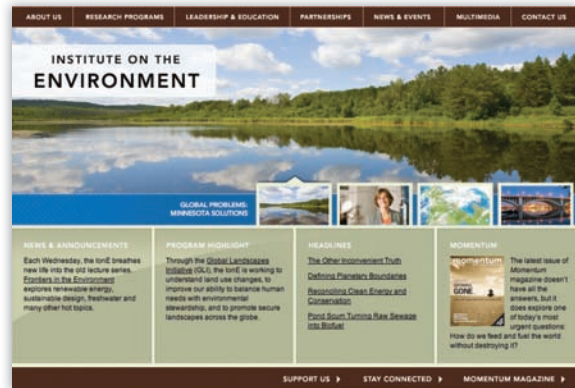 ABOUT US
RESEARCH PROGRAMS
LEADERSHIP & EDUCATION
PARTNERSHIPS
NEWS & EVENTS
MULTIMEDIA
CONTACT US
INSTITUTE ON THE
ENVIRONMENT
GLOBAL PROBLEMS:
MINNESOTA SOLUTIONS
NEWS & ANNOUNCEMENTS
Each Wednesday, the IonE breathes
new life into the old lecture series.
Frontiers in the Environment
explores renewable energy,
sustainable design, freshwater and
many other hot topics.
PROGRAM HIGHLIGHT
Through the Global Landscapes
Initiative (GLI), the IonE is working to
understand land use changes, to
improve our ability to balance human
needs with environmental
stewardship, and to promote secure
landscapes across the globe.
HEADLINES
The Other Inconvenient Truth
Defining Planetary Boundaries
Reconciling Clean Energy and
Conservation
Pond Scum Turning Raw Sewage
into Biofuel
MOMENTUM
momentum
GONE
The latest issue of
Momentum
magazine doesn't
have all the
answers, but it
does explore one
of today's most
urgent questions:
How do we feed and fuel the world
without destroying it?
SUPPORT US
STAY CONNECTED
MOMENTUM MAGAZINE